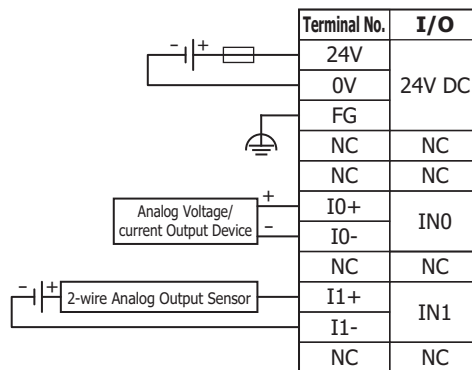 Terminal No. I/O
– + 24V
0V 24V DC
FG
NC NC
NC NC
Analog Voltage/
current Output Device
+ I0+
– I0-
IN0
NC NC
– + 2-wire Analog Output Sensor I1+
I1-
IN1
NC NC